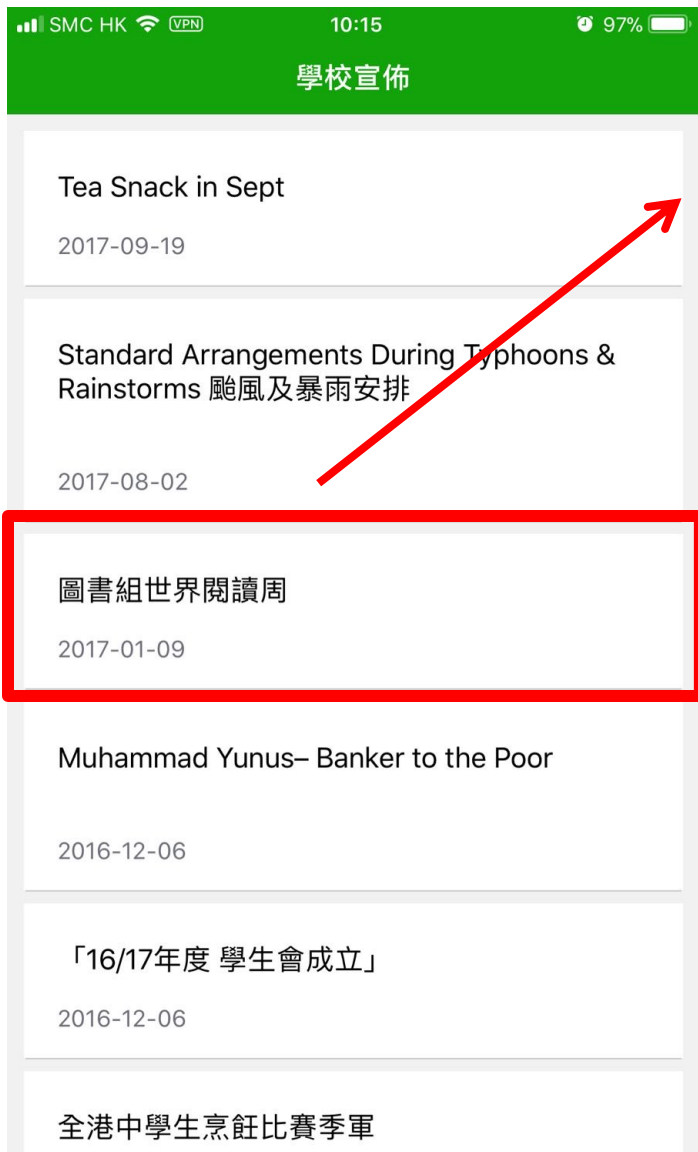 SMC HK VPN 10:15 97%
學校宣佈
Tea Snack in Sept
2017-09-19
Standard Arrangements During Typhoons &
Rainstorms 颱風及暴雨安排
2017-08-02
圖書組世界閱讀周
2017-01-09
Muhammad Yunus– Banker to the Poor
2016-12-06
「16/17年度 學生會成立」
2016-12-06
全港中學生烹飪比賽季軍